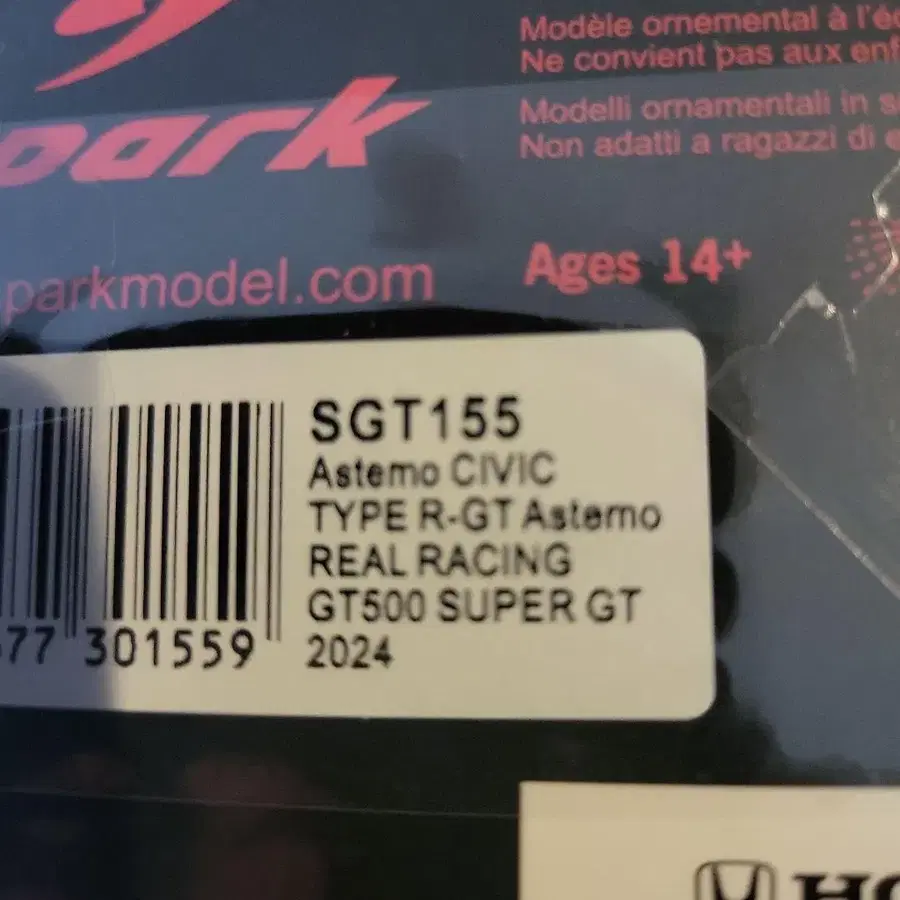 Modèle ornemental à l'é
Ne convient pas aux enf
park
Modelli ornamentali in s
Non adatti a ragazzi di e
parkmodel.com
Ages 14+
SGT155
Astemo CIVIC
TYPE R-GT Astemo
REAL RACING
GT500 SUPER GT
2024
77 301559
HO